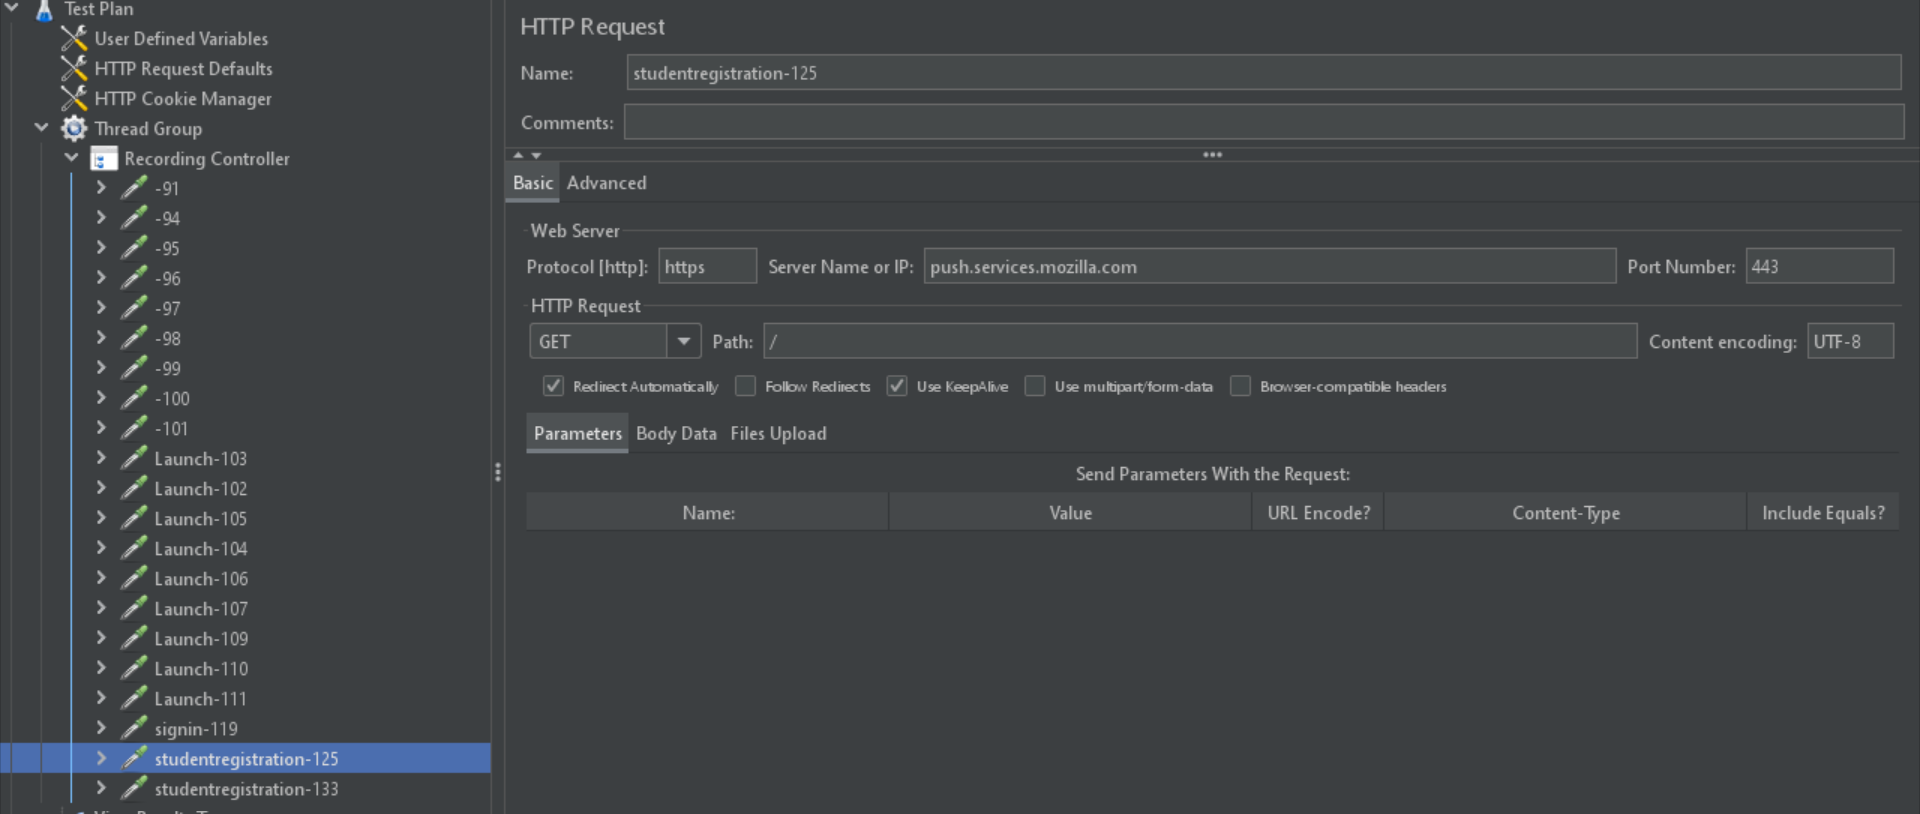 Test Plan
User Defined Variables
HTTP Request Defaults
HTTP Cookie Manager
Thread Group
Recording Controller
-91
-94
-95
-96
-97
-98
-99
-100
-101
Launch-103
Launch-102
Launch-105
Launch-104
Launch-106
Launch-107
Launch-109
Launch-110
Launch-111
signin-119
studentregistration-125
studentregistration-133
HTTP Request
Name: studentregistration-125
Comments:
Basic Advanced
Web Server
Protocol [http]: https Server Name or IP: push.services.mozilla.com Port Number: 443
HTTP Request
GET Path: / Content encoding: UTF-8
Redirect Automatically Follow Redirects Use KeepAlive Use multipart/form-data Browser-compatible headers
Parameters Body Data Files Upload
Send Parameters With the Request:
Name: Value URL Encode? Content-Type Include Equals?